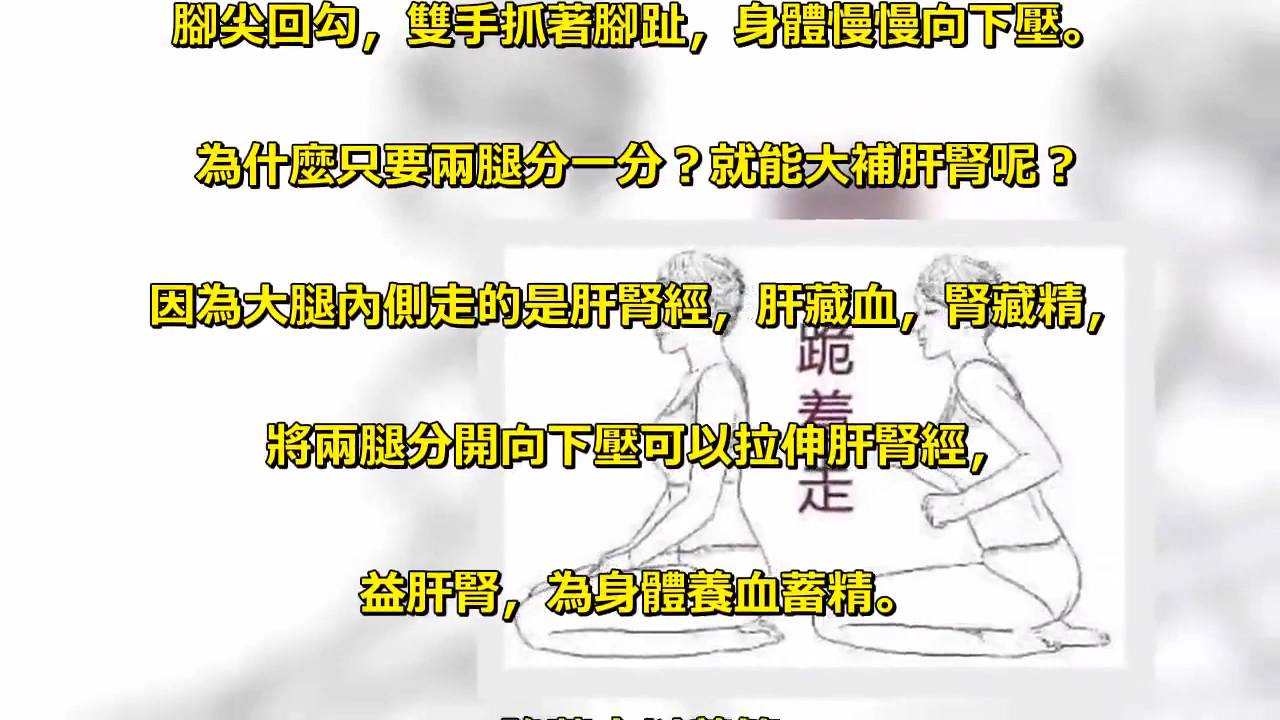 腳尖回勾，雙手抓著腳趾，身體慢慢向下壓。
為什麼只要兩腿分一分？就能大補肝腎呢？
因為大腿內側走的是肝腎經，肝藏血，腎藏精，
跪着走
將兩腿分開向下壓可以拉伸肝腎經，
益肝腎，為身體養血蓄精。